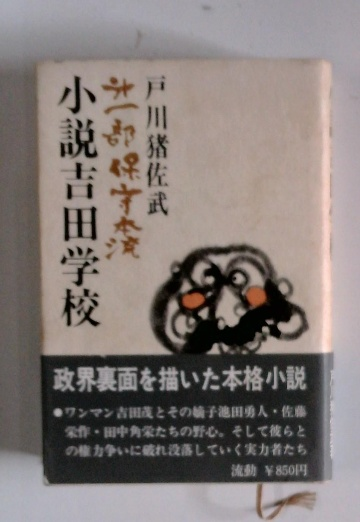 戸川猪佐武
第一部 保守本流
小説吉田学校
政界裏面を描いた本格小説
●ワンマン吉田茂とその嫡子池田勇人・佐藤
栄作・田中角栄たちの野心。そして彼らと
の権力争いに破れ没落していく実力者たち
流動 ¥850円